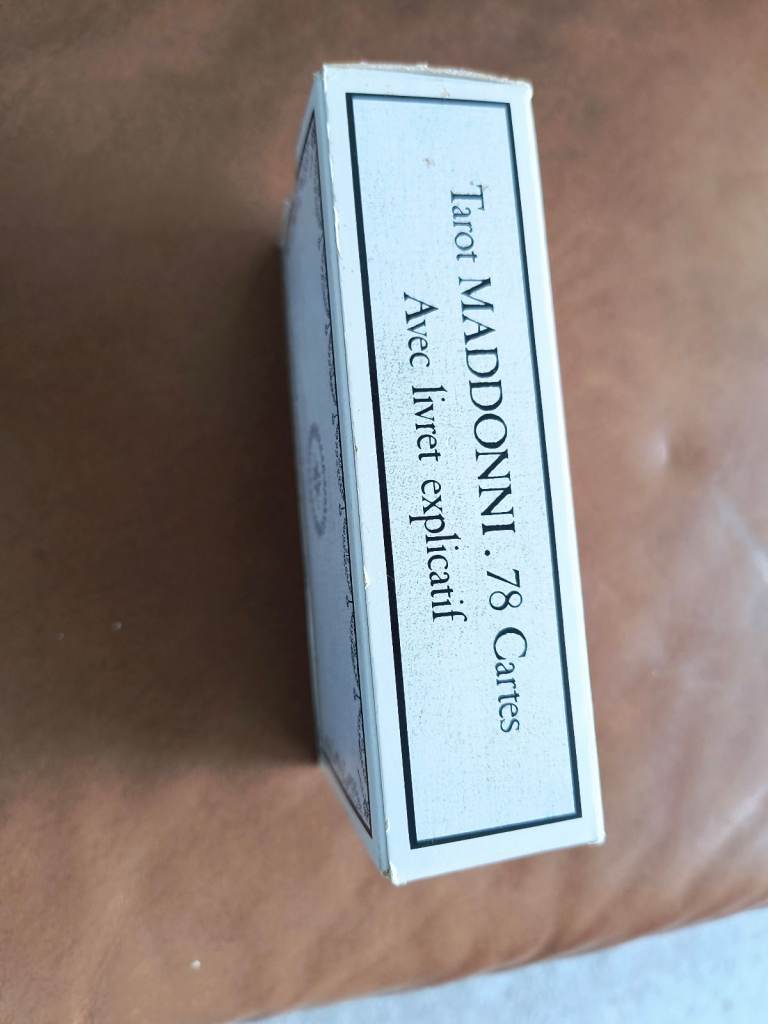 Tarot MADDONNI . 78 Cartes
Avec livret explicatif